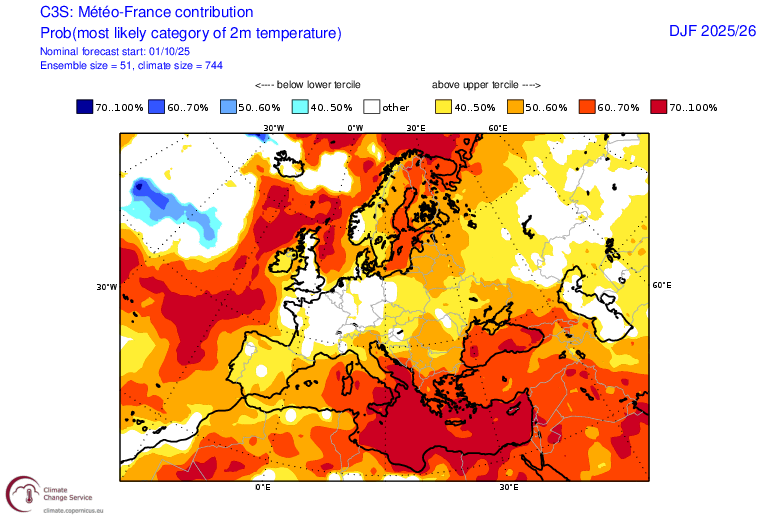 C3S: Météo-France contribution
Prob(most likely category of 2m temperature)
DJF 2025/26
Nominal forecast start: 01/10/25
Ensemble size = 51, climate size = 744
<---- below lower tercile
above upper tercile ---->
70..100% 60..70% 50..60% 40..50% other 40..50% 50..60% 60..70% 70..100%
30°W 0°W 30°E 60°E
30°W
60°E
0°E 30°E
Climate
Change Service
climate.copernicus.eu